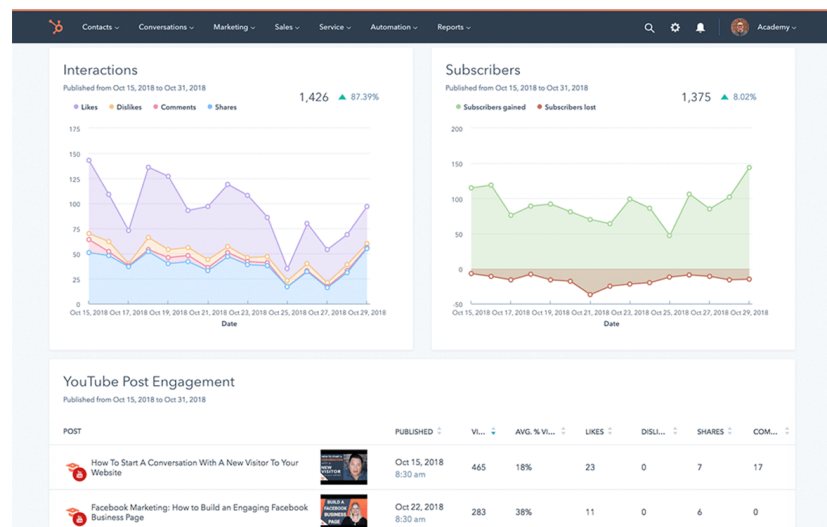 Contacts Conversations Marketing Sales Service Automation Reports Academy
Interactions
Published from Oct 15, 2018 to Oct 31, 2018
1,426 87.39%
Likes Dislikes Comments Shares
175
150
125
100
75
50
25
0
Oct 15, 2018 Oct 17, 2018 Oct 19, 2018 Oct 21, 2018 Oct 23, 2018 Oct 25, 2018 Oct 27, 2018 Oct 29, 2018
Date
Subscribers
Published from Oct 15, 2018 to Oct 31, 2018
1,375 8.02%
Subscribers gained Subscribers lost
200
150
100
50
0
-50
Oct 15, 2018 Oct 17, 2018 Oct 19, 2018 Oct 21, 2018 Oct 23, 2018 Oct 25, 2018 Oct 27, 2018 Oct 29, 2018
Date
YouTube Post Engagement
Published from Oct 15, 2018 to Oct 31, 2018
POST PUBLISHED VI... AVG. % VI... LIKES DISLI... SHARES COM...
How To Start A Conversation With A New Visitor To Your
Website
NEW
VISITOR
Oct 15, 2018
8:30 am
465 18% 23 0 7 17
Facebook Marketing: How to Build an Engaging Facebook
Business Page
BUILD A
FACEBOOK
BUSINESS
PAGE
Oct 22, 2018
8:30 am
283 38% 11 0 6 0